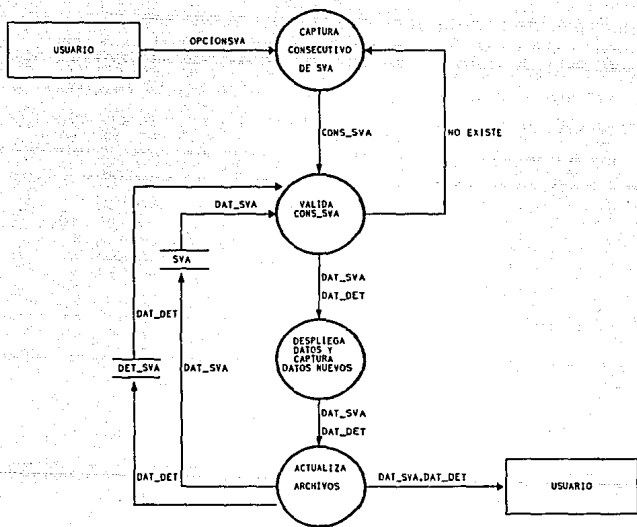 USUARIO
OPCIONSVA
CAPTURA
CONSECUTIVO
DE SVA
CONS_SVA
NO EXISTE
DAT_SVA
VALIDA
CONS_SVA
SVA
DAT_SVA
DAT_DET
DAT_DET
DET_SVA
DAT_SVA
DESPLIEGA
DATOS Y
CAPTURA
DATOS NUEVOS
DAT_SVA
DAT_DET
DAT_DET
ACTUALIZA
ARCHIVOS
DAT_SVA,DAT_DET
USUARIO